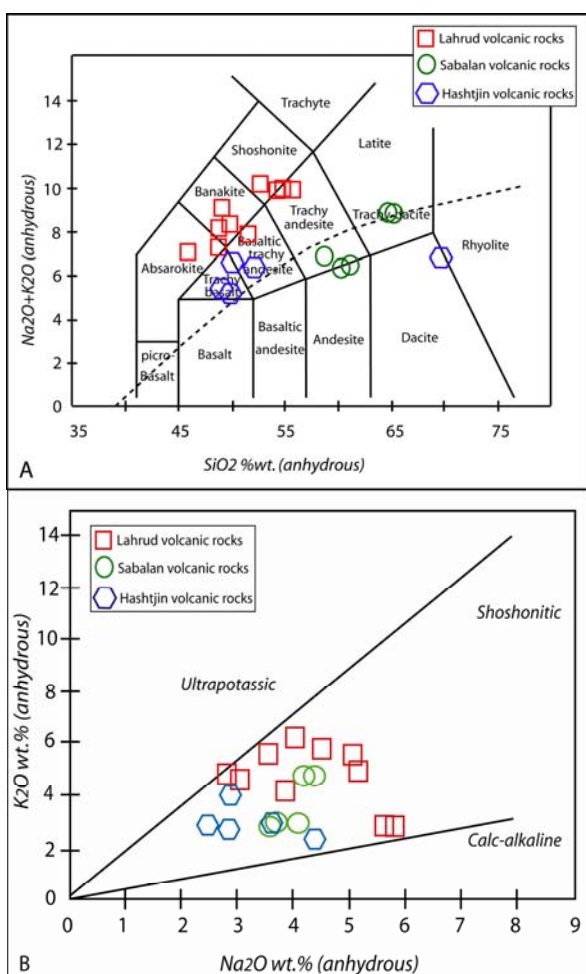 Lahrud volcanic rocks
Sabalan volcanic rocks
Hashtjin volcanic rocks
14
12
10
8
6
4
2
0
Na2O+K2O (anhydrous)
Trachyte
Latite
Shoshonite
Banakite
Trachy
andesite
Trachy-dacite
Basaltic
trachy
andesite
Absarokite
Trachy
basalt
Rhyolite
picro-
Basalt
Basalt
Basaltic
andesite
Andesite
Dacite
35 45 55 65 75
A
SiO2 %wt. (anhydrous)
Lahrud volcanic rocks
Sabalan volcanic rocks
Hashtjin volcanic rocks
14
12
10
8
6
4
2
0
K2O wt.% (anhydrous)
Ultrapotassic
Shoshonitic
Calc-alkaline
0 1 2 3 4 5 6 7 8 9
B
Na2O wt.% (anhydrous)